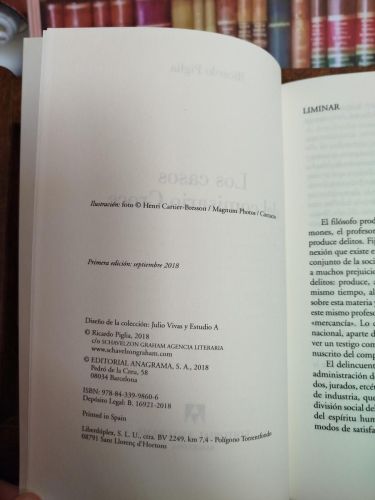 Ilustración: foto © Henri Cartier-Bresson / Magnum Photos / Contacto
Primera edición: septiembre 2018
Diseño de la colección: Julio Vivas y Estudio A
© Ricardo Piglia, 2018
c/o SCHAVELZON GRAHAM AGENCIA LITERARIA
www.schavelzongraham.com
© EDITORIAL ANAGRAMA, S. A., 2018
Pedró de la Creu, 58
08034 Barcelona
ISBN: 978-84-339-9860-6
Depósito Legal: B. 16921-2018
Printed in Spain
Liberdúplex, S. L. U., ctra. BV 2249, km 7,4 - Polígono Torrentfondo
08791 Sant Llorenç d'Hortons
LIMINAR
El filósofo produ
mones, el profesor
produce delitos. Fij
nexión que existe e
conjunto de la soci
a muchos prejuicio
delitos: produce, a
mismo tiempo, al
sobre esta materia y
este mismo profeso
«mercancía». Lo c
nacional, aparte d
ver un testigo com
nuscrito del comp
El delincuent
administración de
dos, jurados, etcét
de industria, que
división social del
del espíritu hum
modos de satisfa